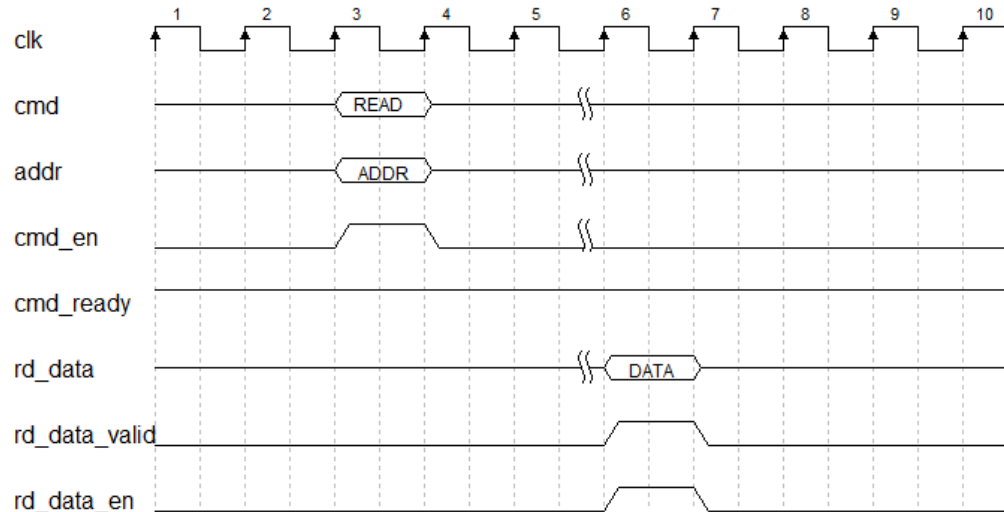 1 2 3 4 5 6 7 8 9 10
clk
cmd READ
addr ADDR
cmd_en
cmd_ready
rd_data DATA
rd_data_valid
rd_data_en